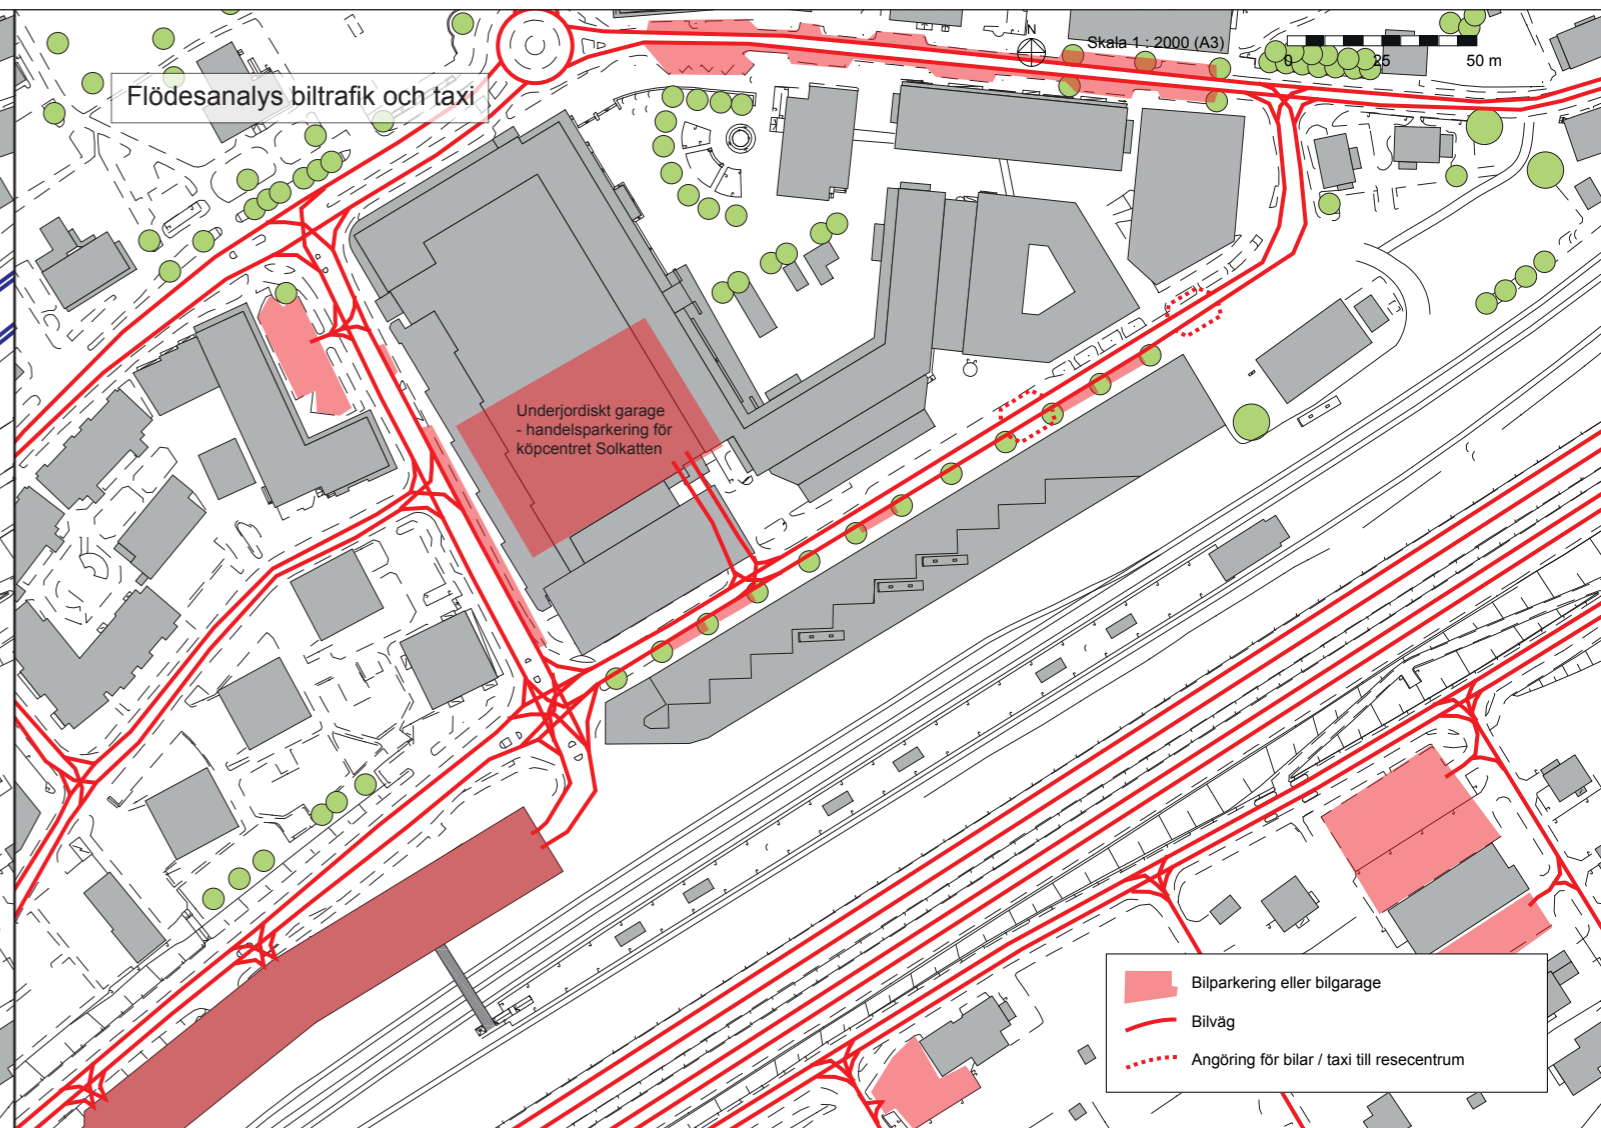 Flödesanalys biltrafik och taxi
N
Skala 1 : 2000 (A3)
0 25 50 m
Underjordiskt garage
- handelsparkering för
köpcentret Solkatten
Bilparkering eller bilgarage
Bilväg
Angöring för bilar / taxi till resecentrum